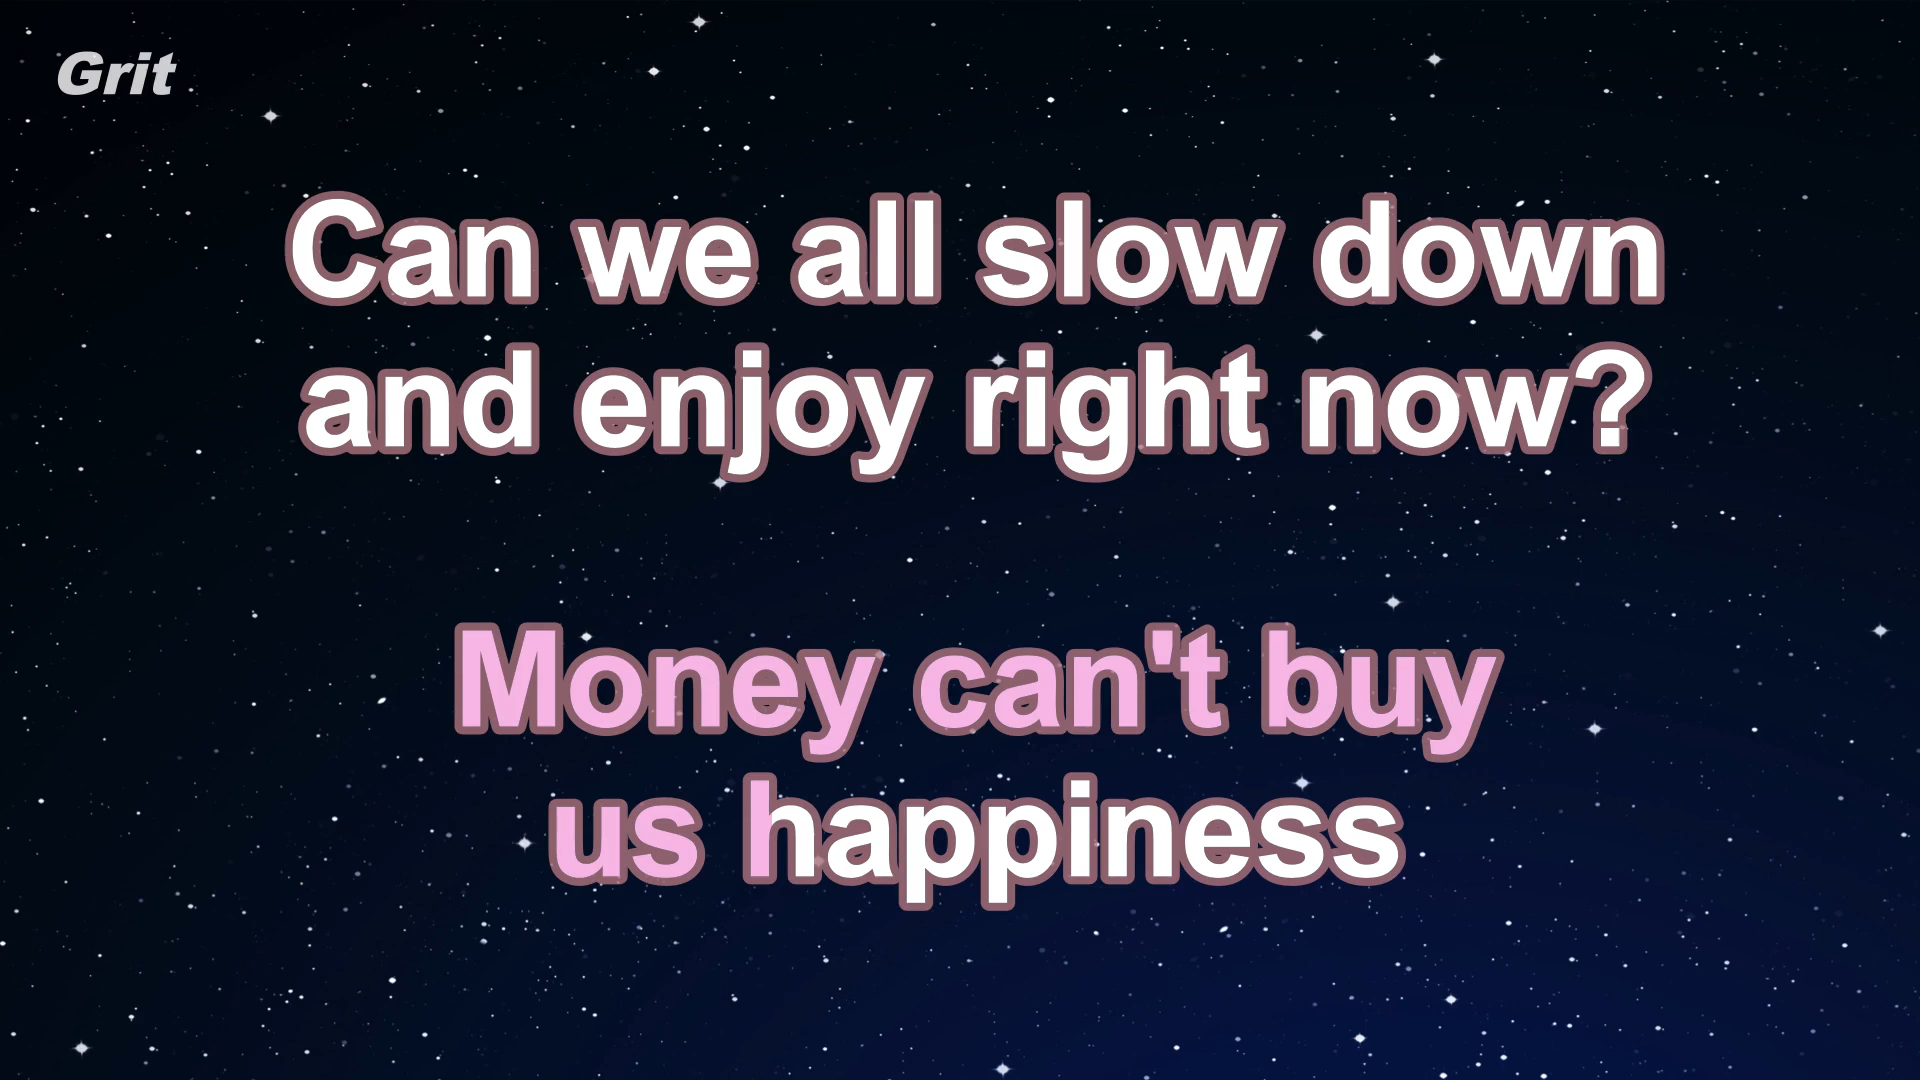 Grit
Can we all slow down
and enjoy right now?
Money can't buy
us happiness